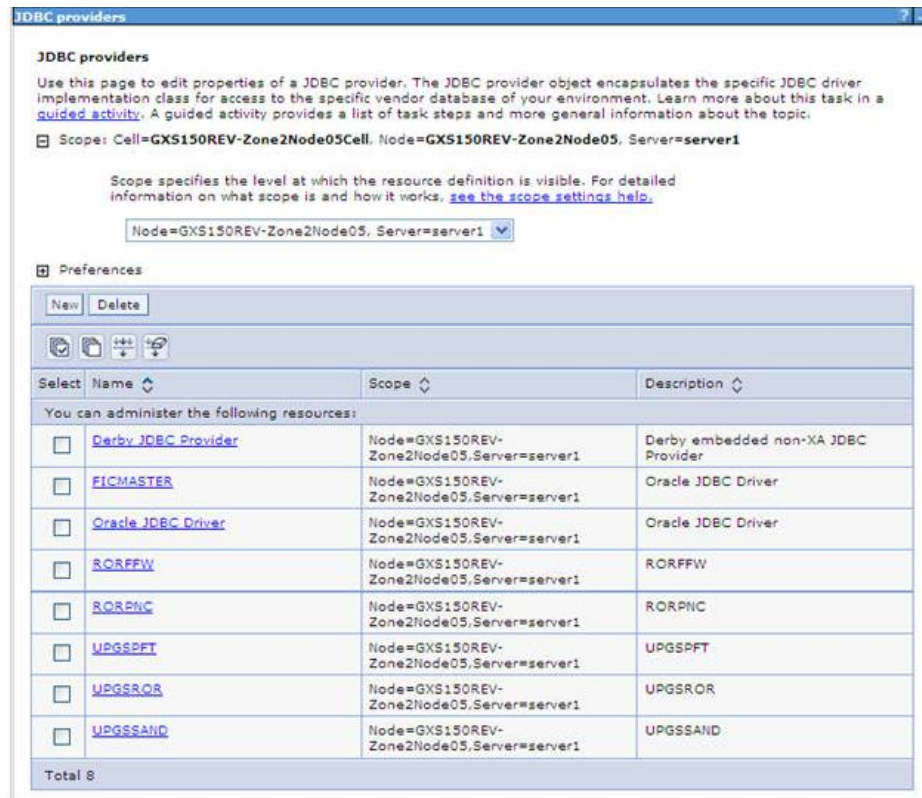 JDBC providers ? -
JDBC providers
Use this page to edit properties of a JDBC provider. The JDBC provider object encapsulates the specific JDBC driver
implementation class for access to the specific vendor database of your environment. Learn more about this task in a
guided activity. A guided activity provides a list of task steps and more general information about the topic.
Scope: Cell=GXS150REV-Zone2Node05Cell, Node=GXS150REV-Zone2Node05, Server=server1
Scope specifies the level at which the resource definition is visible. For detailed
information on what scope is and how it works, see the scope settings help.
Node=GXS150REV-Zone2Node05, Server=server1
Preferences
New Delete
Select Name Scope Description
You can administer the following resources:
Derby JDBC Provider Node=GXS150REV- Derby embedded non-XA JDBC
Zone2Node05,Server=server1 Provider
FICMASTER Node=GXS150REV- Oracle JDBC Driver
Zone2Node05,Server=server1
Oracle JDBC Driver Node=GXS150REV- Oracle JDBC Driver
Zone2Node05,Server=server1
RORFFW Node=GXS150REV- RORFFW
Zone2Node05,Server=server1
RORPNC Node=GXS150REV- RORPNC
Zone2Node05,Server=server1
UPGSPFT Node=GXS150REV- UPGSPFT
Zone2Node05,Server=server1
UPGSROR Node=GXS150REV- UPGSROR
Zone2Node05,Server=server1
UPGSSAND Node=GXS150REV- UPGSSAND
Zone2Node05,Server=server1
Total 8